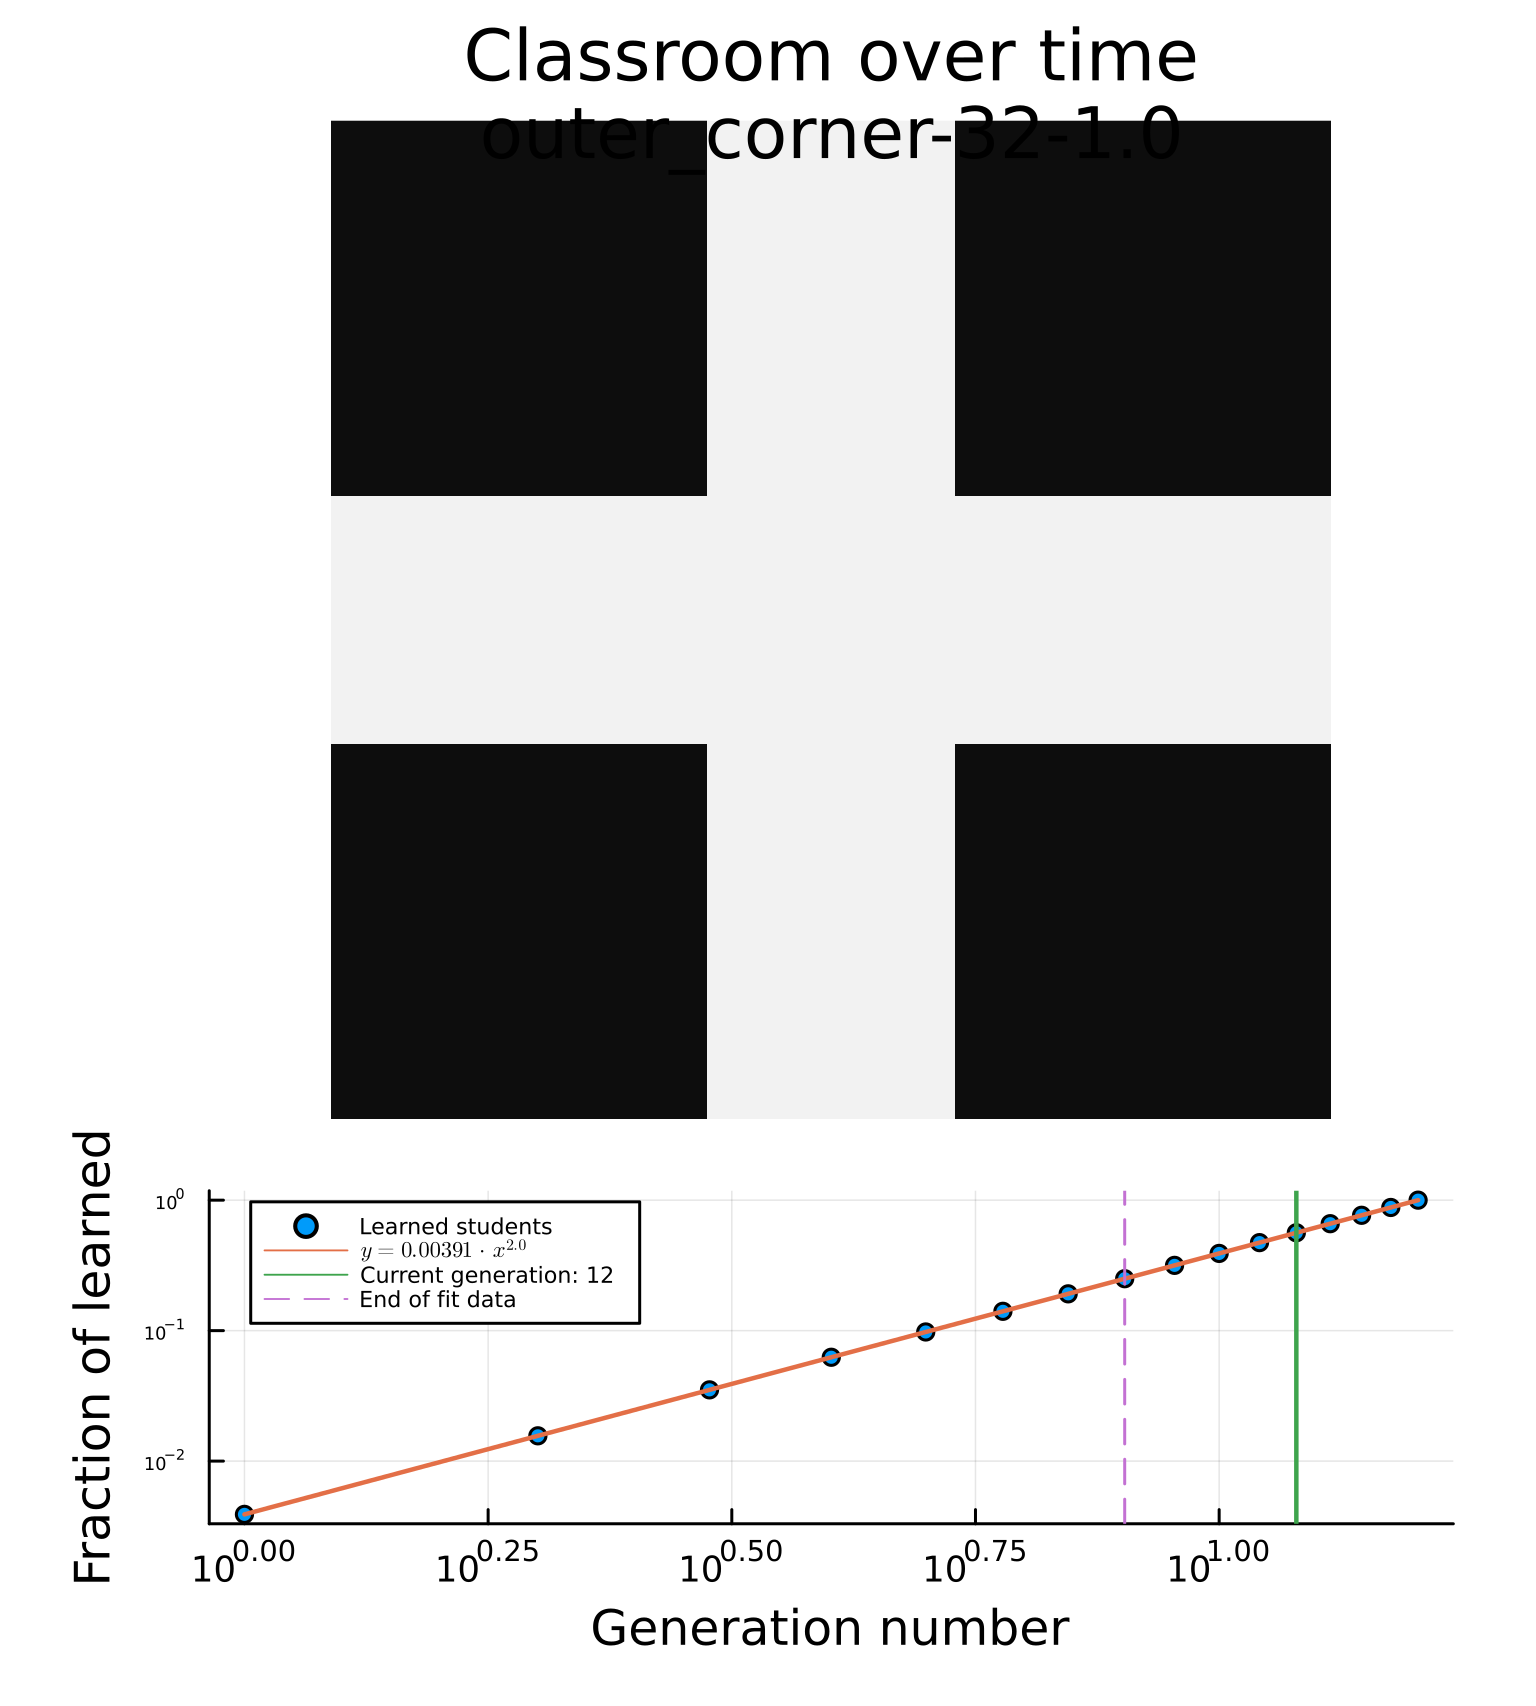 Classroom over time
outer_corner-32-1.0
Fraction of learned
10⁰
10⁻¹
10⁻²
Learned students
y = 0.00391 · x^{2.0}
Current generation: 12
End of fit data
10^{0.00} 10^{0.25} 10^{0.50} 10^{0.75} 10^{1.00}
Generation number